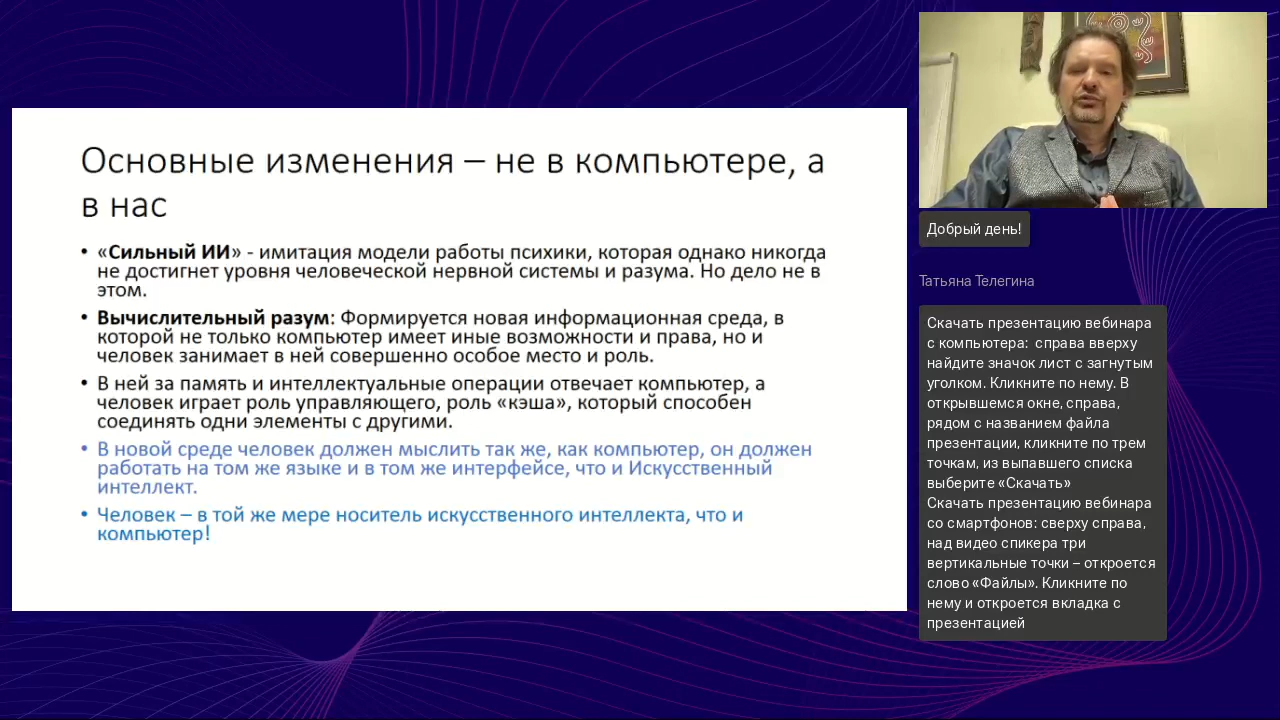 Основные изменения – не в компьютере, а
в нас
• «Сильный ИИ» - имитация модели работы психики, которая однако никогда
не достигнет уровня человеческой нервной системы и разума. Но дело не в
этом.
• Вычислительный разум: Формируется новая информационная среда, в
которой не только компьютер имеет иные возможности и права, но и
человек занимает в ней совершенно особое место и роль.
• В ней за память и интеллектуальные операции отвечает компьютер, а
человек играет роль управляющего, роль «кэша», который способен
соединять одни элементы с другими.
• В новой среде человек должен мыслить так же, как компьютер, он должен
работать на том же языке и в том же интерфейсе, что и Искусственный
интеллект.
• Человек – в той же мере носитель искусственного интеллекта, что и
компьютер!
Добрый день!
Татьяна Телегина
Скачать презентацию вебинара
с компьютера: справа вверху
найдите значок лист с загнутым
уголком. Кликните по нему. В
открывшемся окне, справа,
рядом с названием файла
презентации, кликните по трем
точкам, из выпавшего списка
выберите «Скачать»
Скачать презентацию вебинара
со смартфонов: сверху справа,
над видео спикера три
вертикальные точки – откроется
слово «Файлы». Кликните по
нему и откроется вкладка с
презентацией